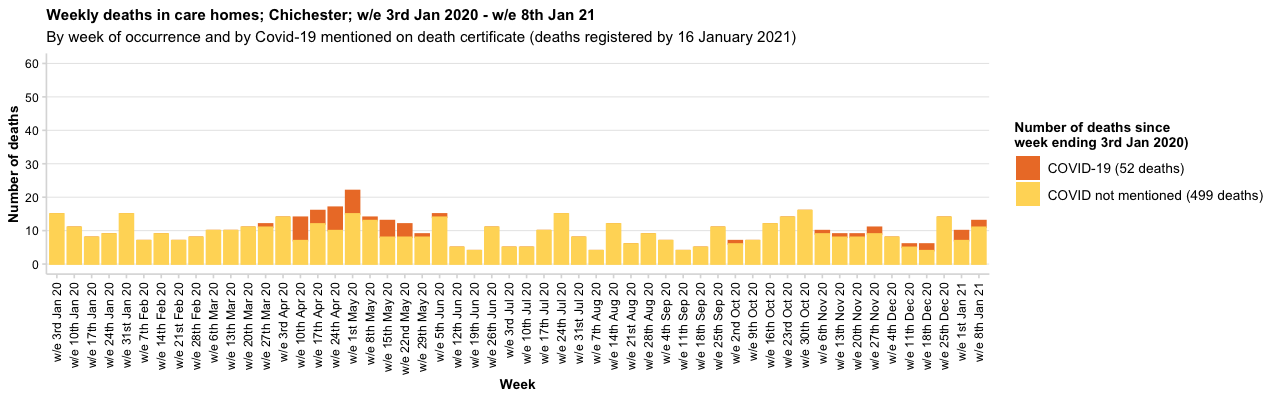 Weekly deaths in care homes; Chichester; w/e 3rd Jan 2020 - w/e 8th Jan 21
By week of occurrence and by Covid-19 mentioned on death certificate (deaths registered by 16 January 2021)
Number of deaths
60
50
40
30
20
10
0
w/e 3rd Jan 20
w/e 10th Jan 20
w/e 17th Jan 20
w/e 24th Jan 20
w/e 31st Jan 20
w/e 7th Feb 20
w/e 14th Feb 20
w/e 21st Feb 20
w/e 28th Feb 20
w/e 6th Mar 20
w/e 13th Mar 20
w/e 20th Mar 20
w/e 27th Mar 20
w/e 3rd Apr 20
w/e 10th Apr 20
w/e 17th Apr 20
w/e 24th Apr 20
w/e 1st May 20
w/e 8th May 20
w/e 15th May 20
w/e 22nd May 20
w/e 29th May 20
w/e 5th Jun 20
w/e 12th Jun 20
w/e 19th Jun 20
w/e 26th Jun 20
w/e 3rd Jul 20
w/e 10th Jul 20
w/e 17th Jul 20
w/e 24th Jul 20
w/e 31st Jul 20
w/e 7th Aug 20
w/e 14th Aug 20
w/e 21st Aug 20
w/e 28th Aug 20
w/e 4th Sep 20
w/e 11th Sep 20
w/e 18th Sep 20
w/e 25th Sep 20
w/e 2nd Oct 20
w/e 9th Oct 20
w/e 16th Oct 20
w/e 23rd Oct 20
w/e 30th Oct 20
w/e 6th Nov 20
w/e 13th Nov 20
w/e 20th Nov 20
w/e 27th Nov 20
w/e 4th Dec 20
w/e 11th Dec 20
w/e 18th Dec 20
w/e 25th Dec 20
w/e 1st Jan 21
w/e 8th Jan 21
Week
Number of deaths since
week ending 3rd Jan 2020)
COVID-19 (52 deaths)
COVID not mentioned (499 deaths)